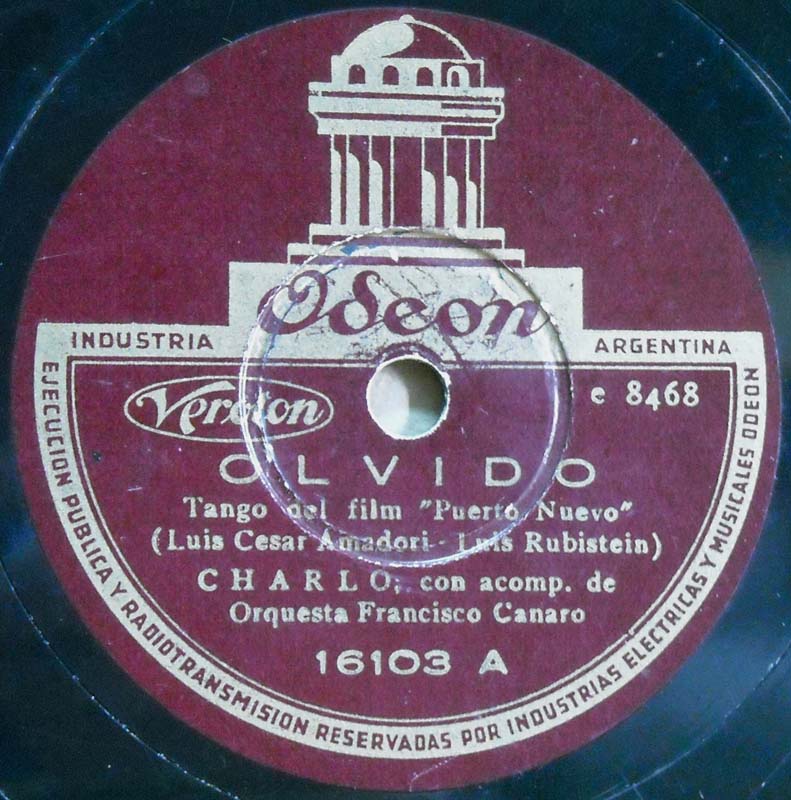 Odeon
INDUSTRIA ARGENTINA
Veroton
e 8468
OLVIDO
Tango del film "Puerto Nuevo"
(Luis Cesar Amadori - Luis Rubistein)
CHARLO, con acomp. de
Orquesta Francisco Canaro
16103 A
EJECUCION PUBLICA Y RADIOTRANSMISION RESERVADAS POR INDUSTRIAS ELECTRICAS Y MUSICALES ODEON